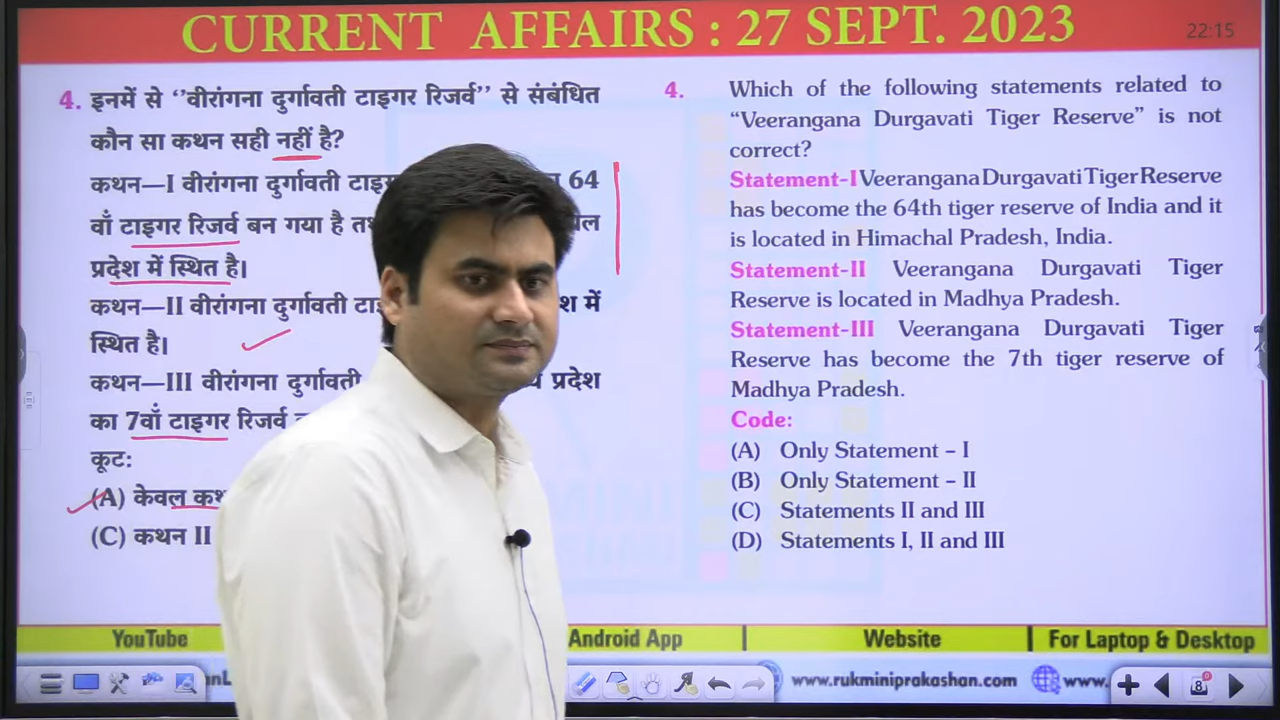 CURRENT AFFAIRS : 27 SEPT. 2023
22:15
4. इनमें से ‘‘वीरांगना दुर्गावती टाइगर रिजर्व’’ से संबंधित
कौन सा कथन सही नहीं है?
कथन—I वीरांगना दुर्गावती 64
वाँ टाइगर रिजर्व बन गया है
प्रदेश में स्थित है।
कथन—II वीरांगना दुर्गावती में
स्थित है।
कथन—III वीरांगना दुर्गावती प्रदेश
का 7वाँ टाइगर रिजर्व
कूट:
(A) केवल
(C) कथन II
4. Which of the following statements related to
“Veerangana Durgavati Tiger Reserve” is not
correct?
Statement-I Veerangana Durgavati Tiger Reserve
has become the 64th tiger reserve of India and it
is located in Himachal Pradesh, India.
Statement-II Veerangana Durgavati Tiger
Reserve is located in Madhya Pradesh.
Statement-III Veerangana Durgavati Tiger
Reserve has become the 7th tiger reserve of
Madhya Pradesh.
Code:
(A) Only Statement – I
(B) Only Statement – II
(C) Statements II and III
(D) Statements I, II and III
YouTube Android App Website For Laptop & Desktop
www.rukminiprakashan.com www.
8